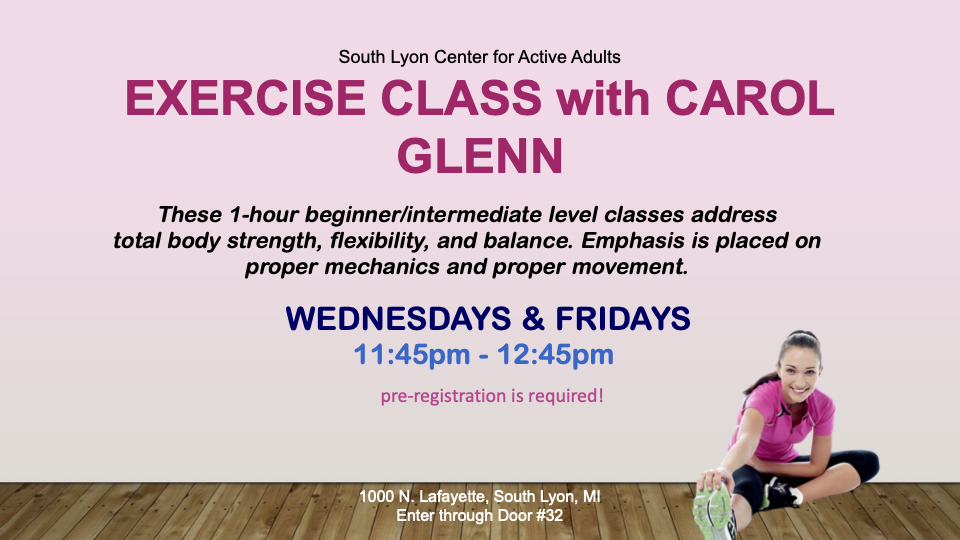 South Lyon Center for Active Adults
EXERCISE CLASS with CAROL
GLENN
These 1-hour beginner/intermediate level classes address
total body strength, flexibility, and balance. Emphasis is placed on
proper mechanics and proper movement.
WEDNESDAYS & FRIDAYS
11:45pm - 12:45pm
pre-registration is required!
1000 N. Lafayette, South Lyon, MI
Enter through Door #32